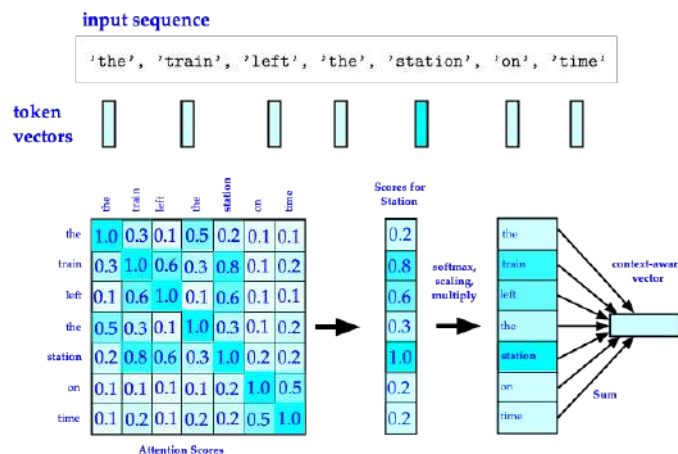 input sequence
'the', 'train', 'left', 'the', 'station', 'on', 'time'
token
vectors
the train left the station on time
the 1.0 0.3 0.1 0.5 0.2 0.1 0.1
train 0.3 1.0 0.6 0.3 0.8 0.1 0.2
left 0.1 0.6 1.0 0.1 0.6 0.1 0.1
the 0.5 0.3 0.1 1.0 0.3 0.1 0.2
station 0.2 0.8 0.6 0.3 1.0 0.2 0.2
on 0.1 0.1 0.1 0.1 0.2 1.0 0.5
time 0.1 0.2 0.1 0.2 0.2 0.5 1.0
Attention Scores
Scores for
Station
0.2
0.8
0.6
0.3
1.0
0.2
0.2
softmax,
scaling,
multiply
the
train
left
the
station
on
time
context-awar
vector
Sum